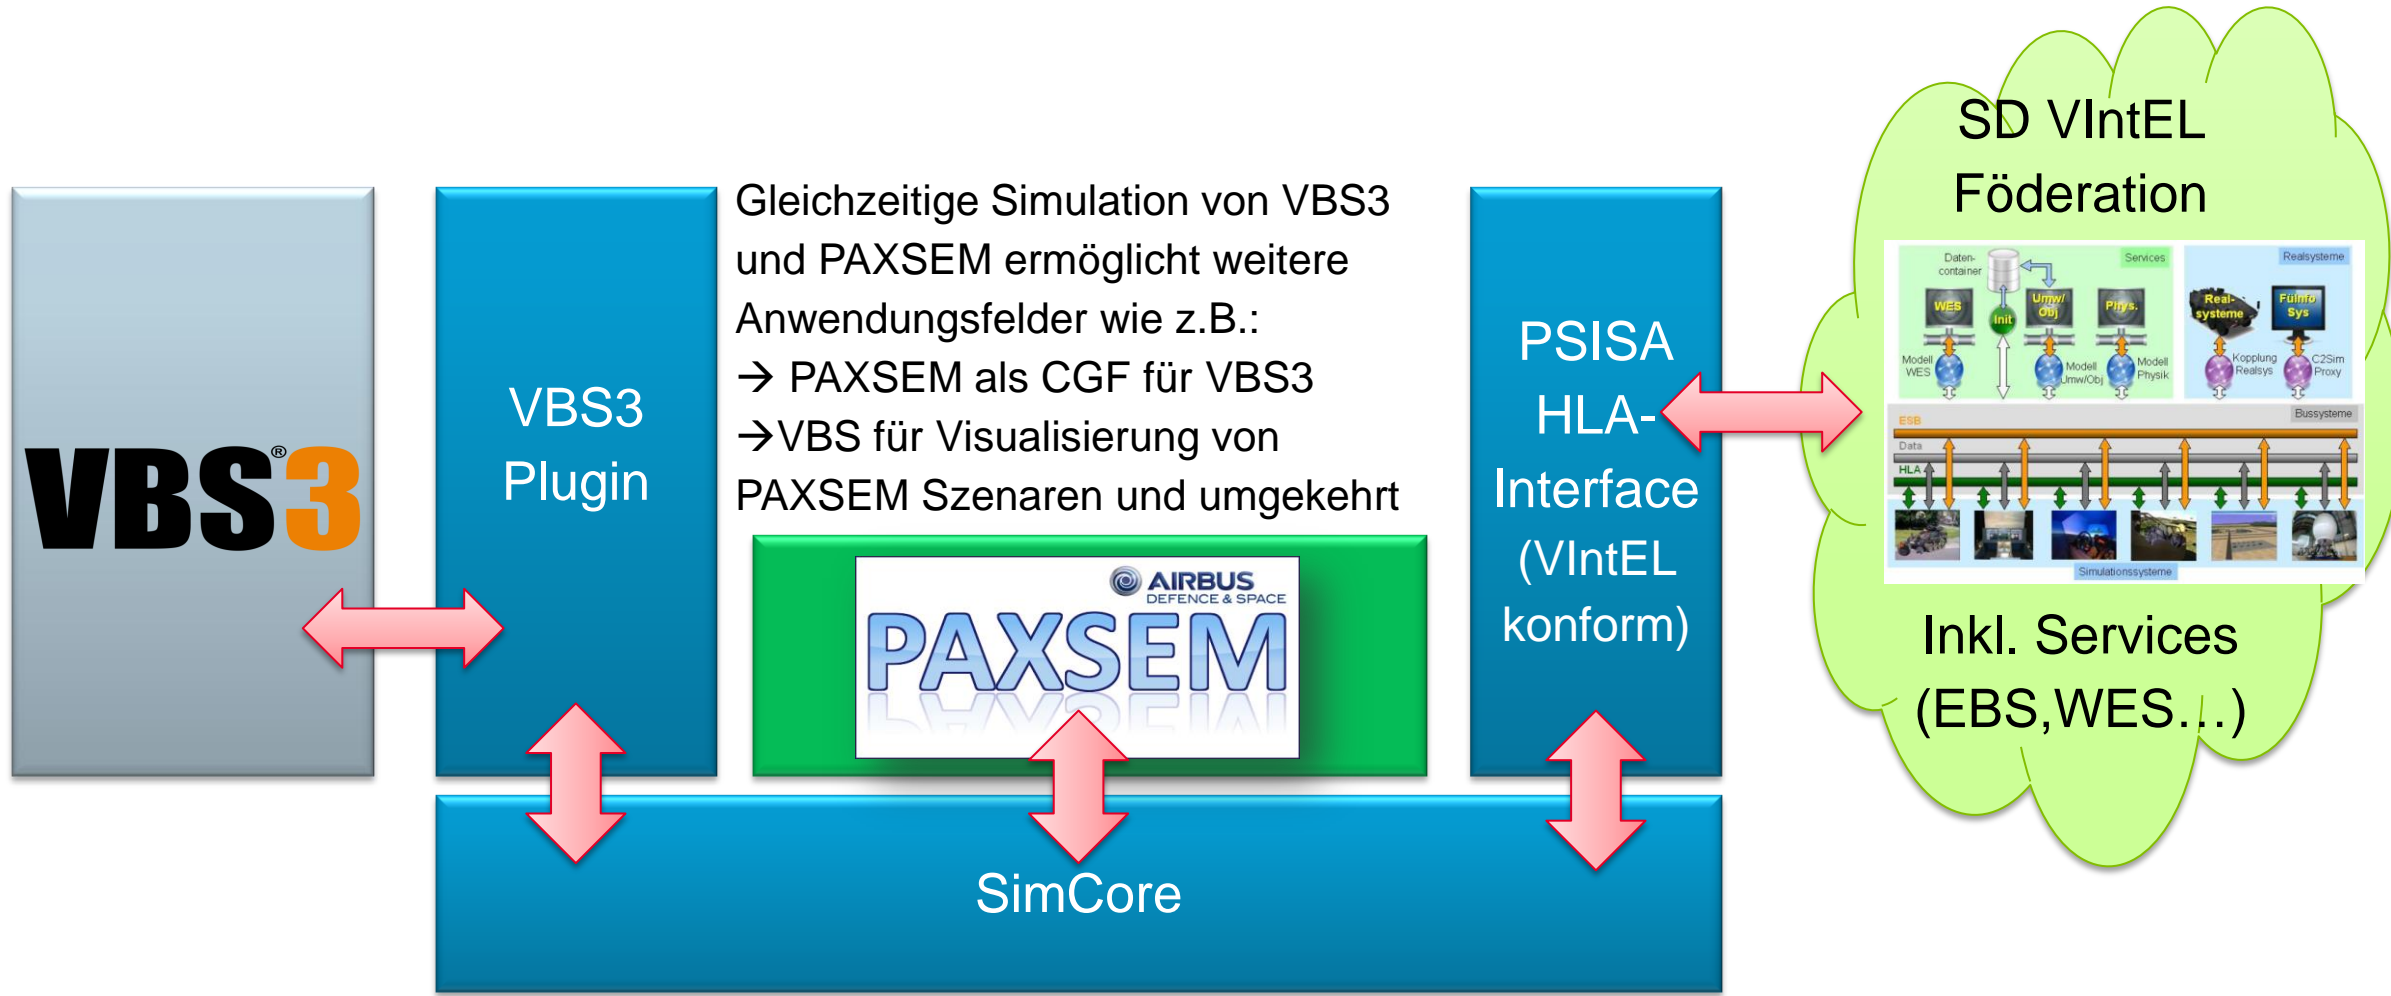 VBS®3
VBS3
Plugin
Gleichzeitige Simulation von VBS3
und PAXSEM ermöglicht weitere
Anwendungsfelder wie z.B.:
→ PAXSEM als CGF für VBS3
→VBS für Visualisierung von
PAXSEM Szenaren und umgekehrt
AIRBUS
DEFENCE & SPACE
PAXSEM
PSISA
HLA-
Interface
(VIntEL
konform)
SimCore
SD VIntEL
Föderation
Daten-
container
Services
WES
Init
Umw/
Obj
Phys.
Modell
WES
Modell
Umw/Obj
Modell
Physik
Realsysteme
Real-
systeme
FüInfo
Sys
Kopplung
Realsys
C2Sim
Proxy
Bussysteme
ESB
Data
HLA
Simulationssysteme
Inkl. Services
(EBS,WES…)